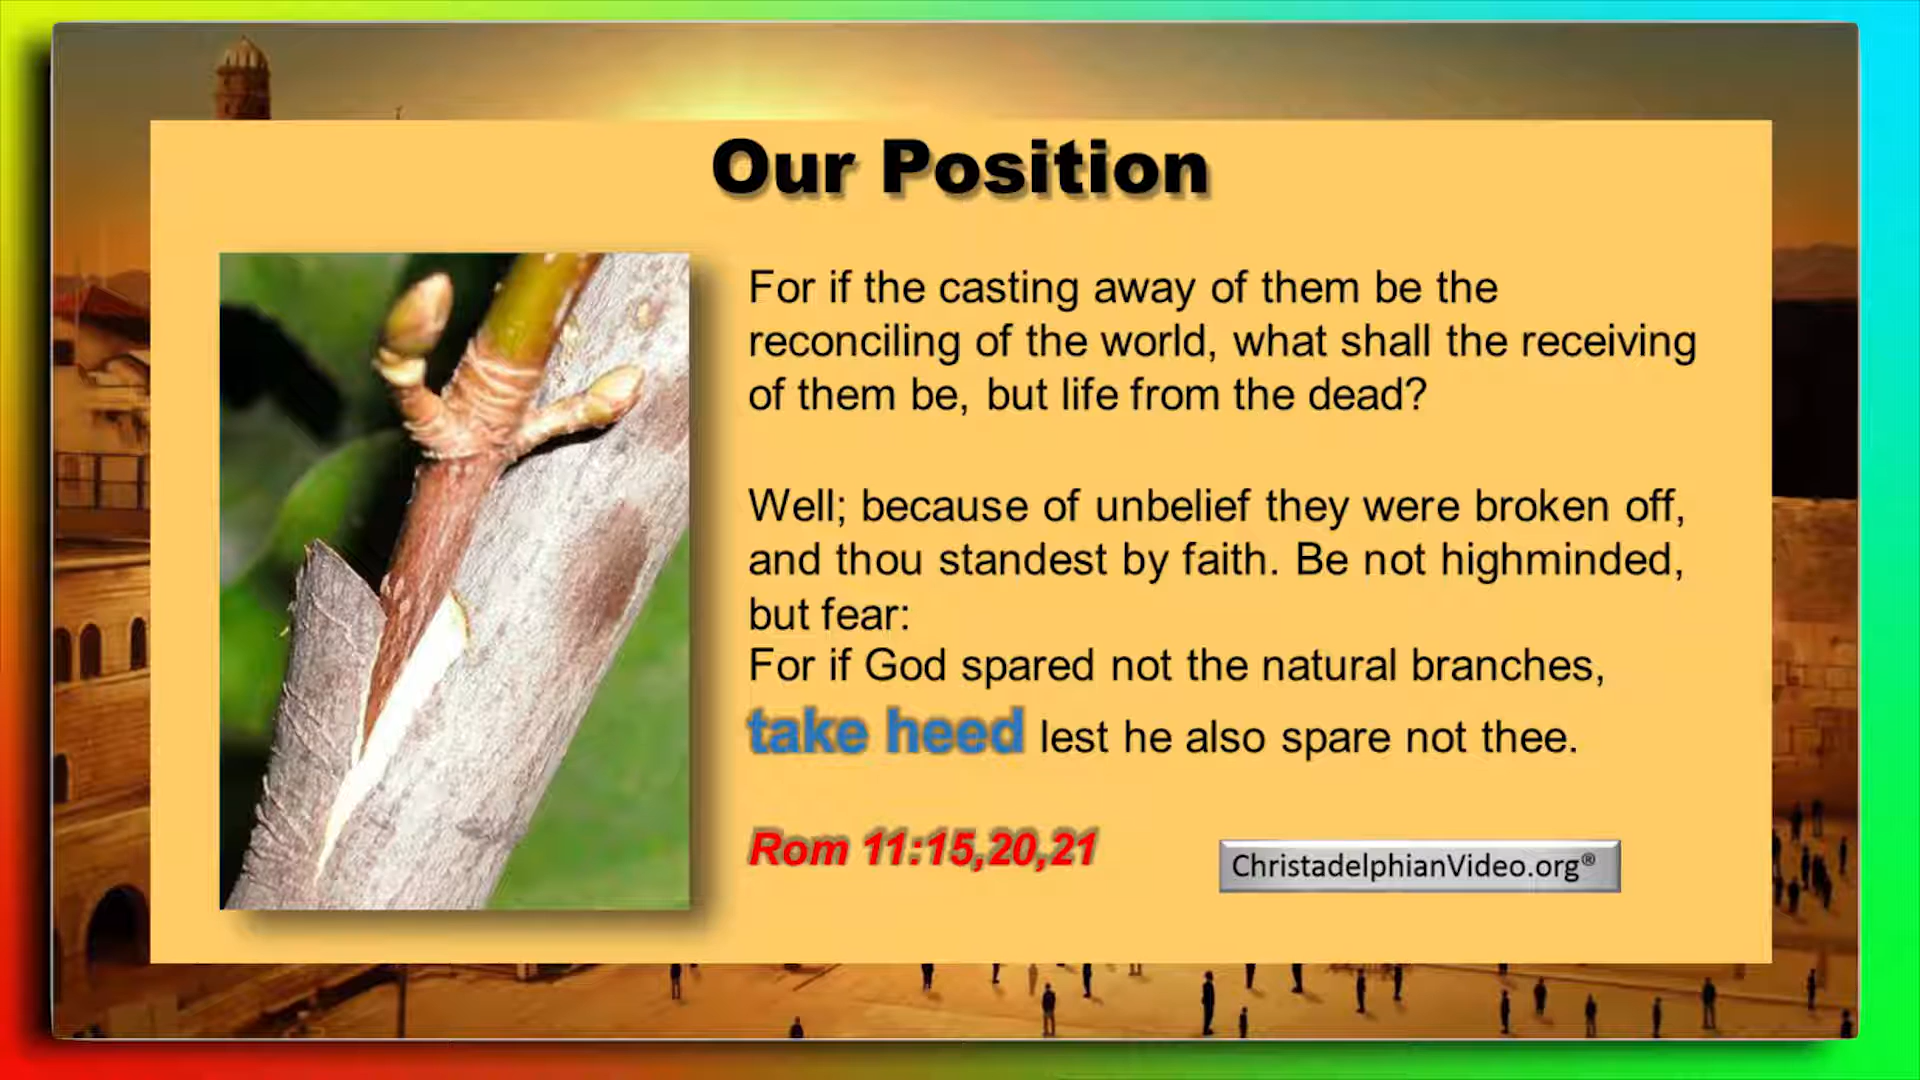 Our Position
For if the casting away of them be the
reconciling of the world, what shall the receiving
of them be, but life from the dead?
Well; because of unbelief they were broken off,
and thou standest by faith. Be not highminded,
but fear:
For if God spared not the natural branches,
take heed lest he also spare not thee.
Rom 11:15,20,21
ChristadelphianVideo.org®